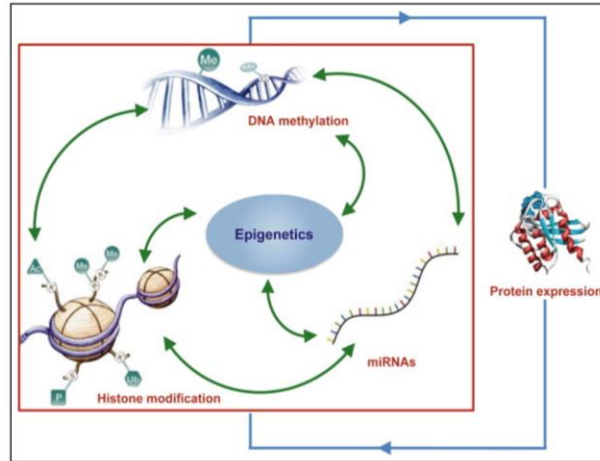 Me
DNA methylation
Epigenetics
Ac
Me
Me
Protein expression
miRNAs
P
Ub
Histone modification